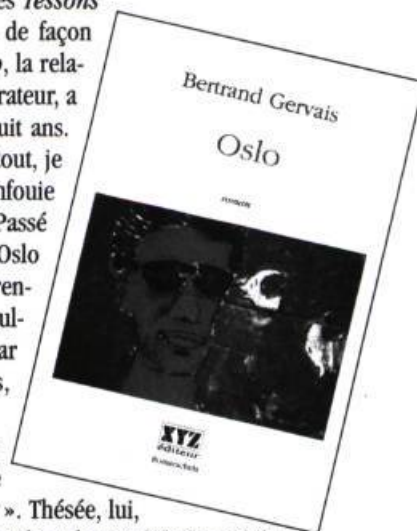 es Tessons
de façon
, la rela-
rateur, a
uit ans.
out, je
nfouie
Passé
Oslo
ren-
ul-
ar
s,
». Thésée, lui,
Bertrand Gervais
Oslo
roman
XYZ
éditeur